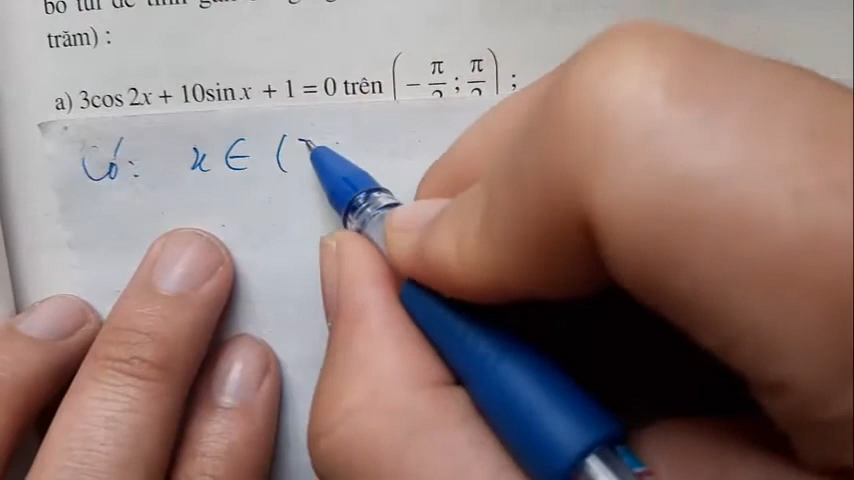 trăm) :
a) 3cos 2x + 10sin x + 1 = 0 trên (− π/2 ; π/2) ;
Có: x ∈ (